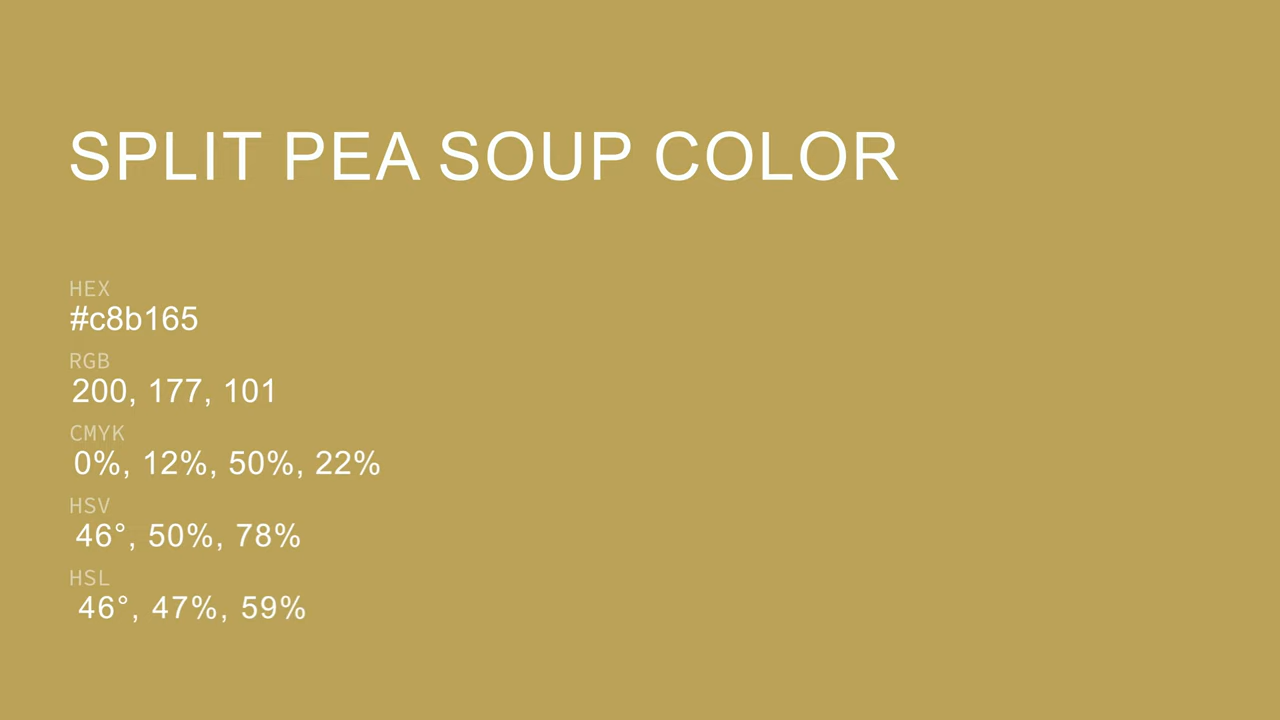 SPLIT PEA SOUP COLOR
HEX
#c8b165
RGB
200, 177, 101
CMYK
0%, 12%, 50%, 22%
HSV
46°, 50%, 78%
HSL
46°, 47%, 59%